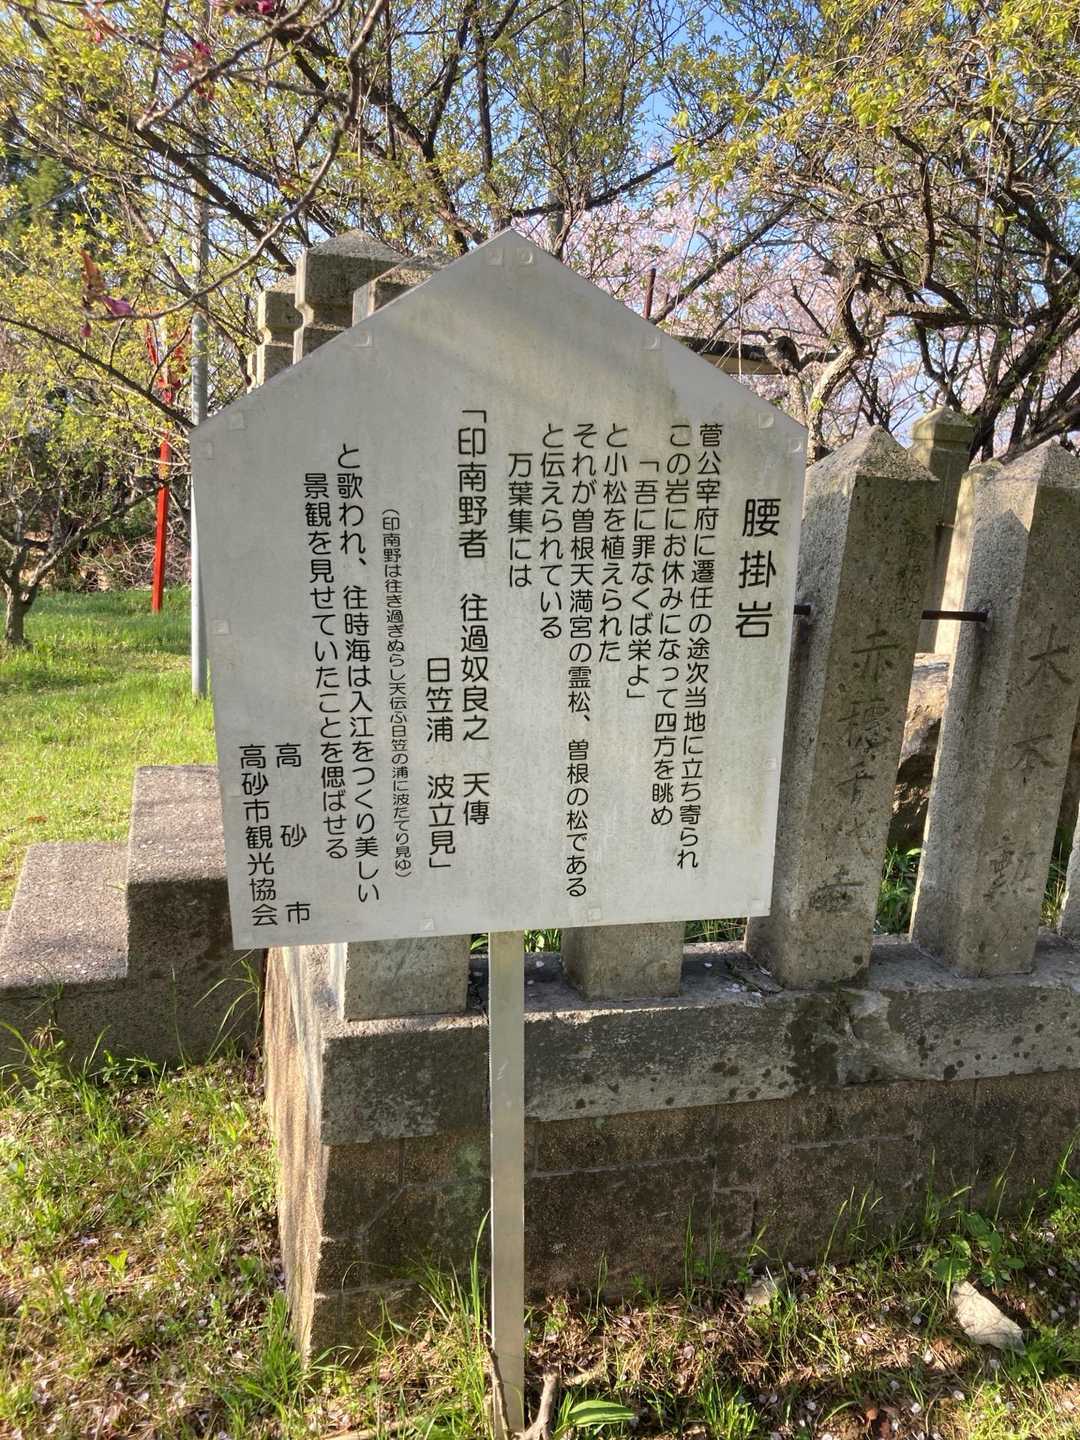 腰掛岩
菅公宰府に遷任の途次当地に立ち寄られ
この岩にお休みになって四方を眺め
「吾に罪なくば栄よ」
と小松を植えられた
それが曽根天満宮の霊松、曽根の松である
と伝えられている
万葉集には
「印南野者　往過奴良之　天傳
日笠浦　波立見」
（印南野は往き過ぎぬらし天伝ふ日笠の浦に波たてり見ゆ）
と歌われ、往時海は入江をつくり美しい
景観を見せていたことを偲ばせる
高砂市
高砂市観光協会